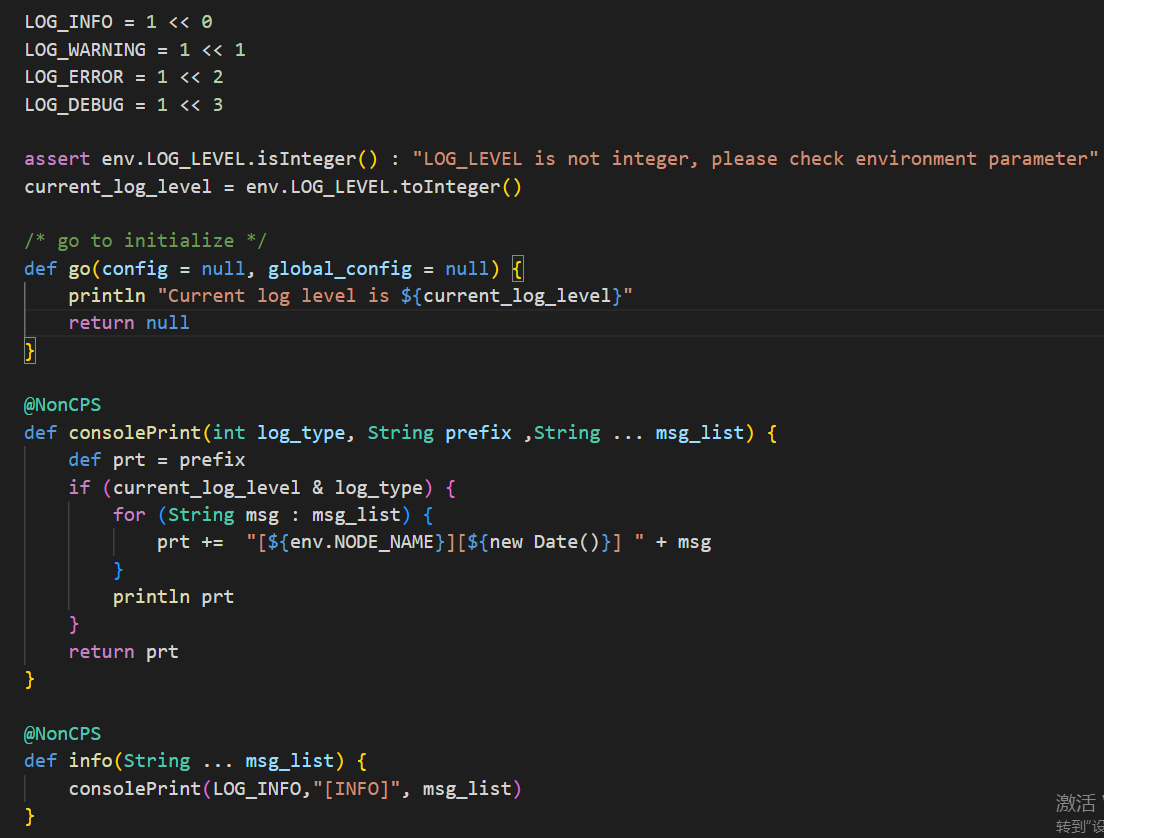 LOG_INFO = 1 << 0
LOG_WARNING = 1 << 1
LOG_ERROR = 1 << 2
LOG_DEBUG = 1 << 3
assert env.LOG_LEVEL.isInteger() : "LOG_LEVEL is not integer, please check environment parameter"
current_log_level = env.LOG_LEVEL.toInteger()
/* go to initialize */
def go(config = null, global_config = null) {
    println "Current log level is ${current_log_level}"
    return null
}
@NonCPS
def consolePrint(int log_type, String prefix ,String ... msg_list) {
    def prt = prefix
    if (current_log_level & log_type) {
        for (String msg : msg_list) {
            prt +=  "[${env.NODE_NAME}][${new Date()}] " + msg
        }
        println prt
    }
    return prt
}
@NonCPS
def info(String ... msg_list) {
    consolePrint(LOG_INFO,"[INFO]", msg_list)
}
激活
转到"设